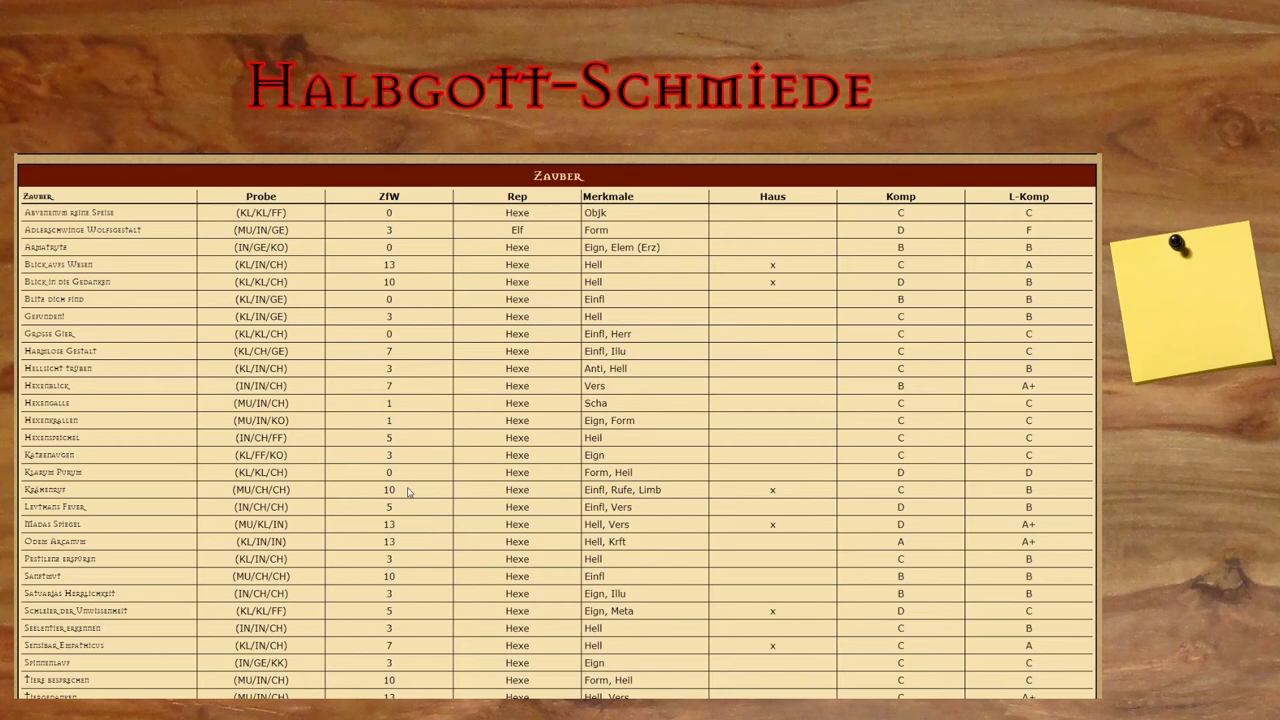 Halbgott-Schmiede
Zauber
Zauber Probe ZfW Rep Merkmale Haus Komp L-Komp
Abvenenum reine Speise (KL/KL/FF) 0 Hexe Objk C C
Adlerschwinge Wolfsgestalt (MU/IN/GE) 3 Elf Form D F
Armatrutz (IN/GE/KO) 0 Hexe Eign, Elem (Erz) B B
Blick aufs Wesen (KL/IN/CH) 13 Hexe Hell x C A
Blick in die Gedanken (KL/KL/CH) 10 Hexe Hell x D B
Blitz dich find (KL/IN/GE) 0 Hexe Einfl B B
Gefunden! (KL/IN/GE) 3 Hexe Hell C B
Große Gier (KL/KL/CH) 0 Hexe Einfl, Herr C C
Harmlose Gestalt (KL/CH/GE) 7 Hexe Einfl, Illu C C
Hellsicht trüben (KL/IN/CH) 3 Hexe Anti, Hell C B
Hexenblick (IN/IN/CH) 7 Hexe Vers B A+
Hexengalle (MU/IN/CH) 1 Hexe Scha C C
Hexenkrallen (MU/IN/KO) 1 Hexe Eign, Form C C
Hexenspeichel (IN/CH/FF) 5 Hexe Heil C C
Katzenaugen (KL/FF/KO) 3 Hexe Eign C C
Klarum Purum (KL/KL/CH) 0 Hexe Form, Heil D D
Krähenruf (MU/CH/CH) 10 Hexe Einfl, Rufe, Limb x C B
Levthans Feuer (IN/CH/CH) 5 Hexe Einfl, Vers D B
Madas Spiegel (MU/KL/IN) 13 Hexe Hell, Vers x D A+
Odem Arcanum (KL/IN/IN) 13 Hexe Hell, Krft A A+
Pestilenz erspüren (KL/IN/CH) 3 Hexe Hell C B
Sanftmut (MU/CH/CH) 10 Hexe Einfl B B
Satuarias Herrlichkeit (IN/CH/CH) 3 Hexe Einfl, Illu B B
Schleier der Unwissenheit (KL/KL/FF) 5 Hexe Eign, Meta x D C
Seelentier erkennen (IN/IN/CH) 3 Hexe Hell C B
Sensibar Empathicus (KL/IN/CH) 7 Hexe Hell x C A
Spinnenlauf (IN/GE/KK) 3 Hexe Eign C C
Tiere besprechen (MU/IN/CH) 10 Hexe Form, Heil C C
Tiergedanken (MU/IN/CH) 13 Hexe Hell, Vers C A+